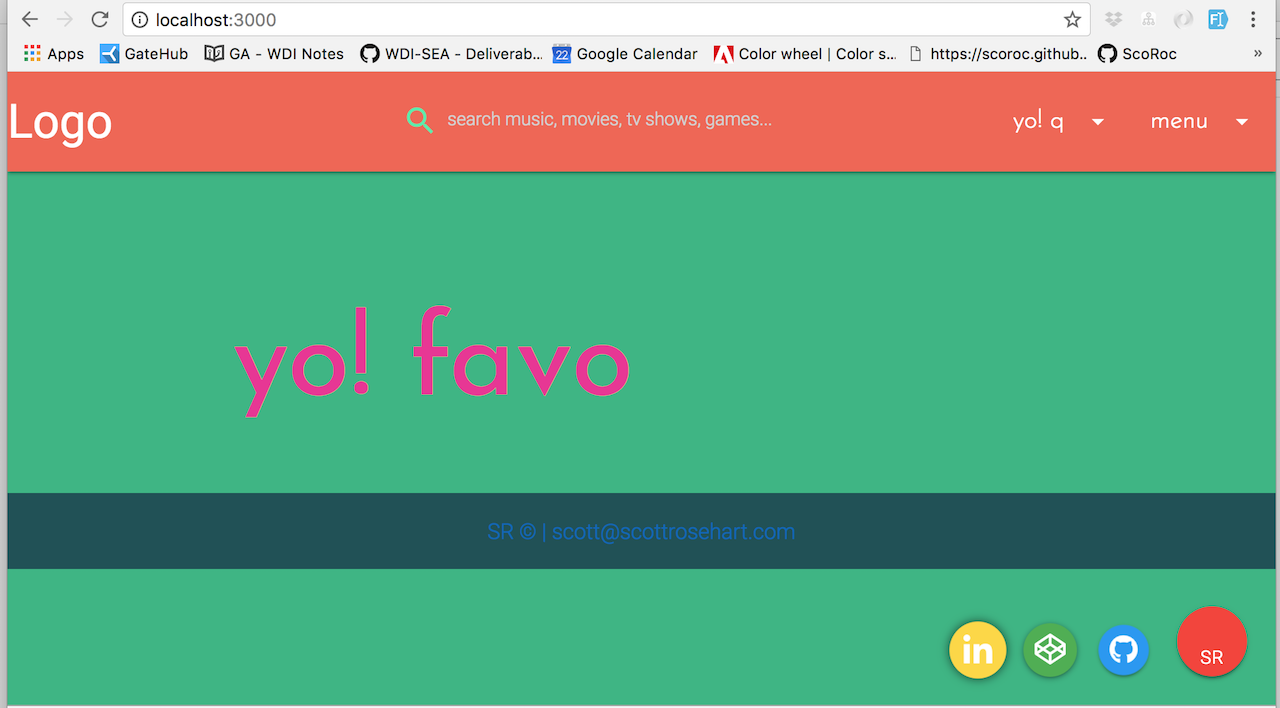 localhost:3000
Apps GateHub GA - WDI Notes WDI-SEA - Deliverab... 22 Google Calendar Color wheel | Color s... https://scoroc.github.. ScoRoc »
Logo search music, movies, tv shows, games... yo! q menu
yo! favo
SR © | scott@scottrosehart.com
in SR